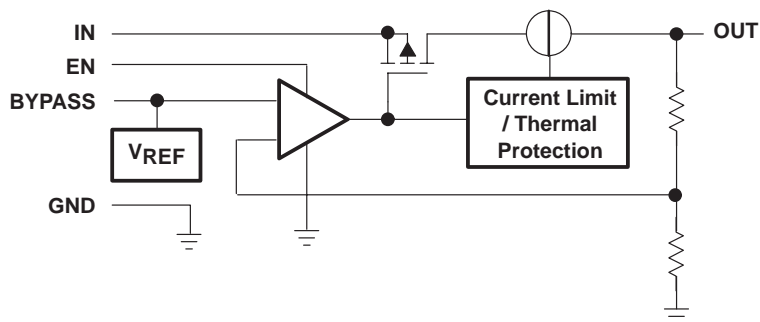 IN
OUT
EN
BYPASS
Current Limit
/ Thermal
Protection
VREF
GND